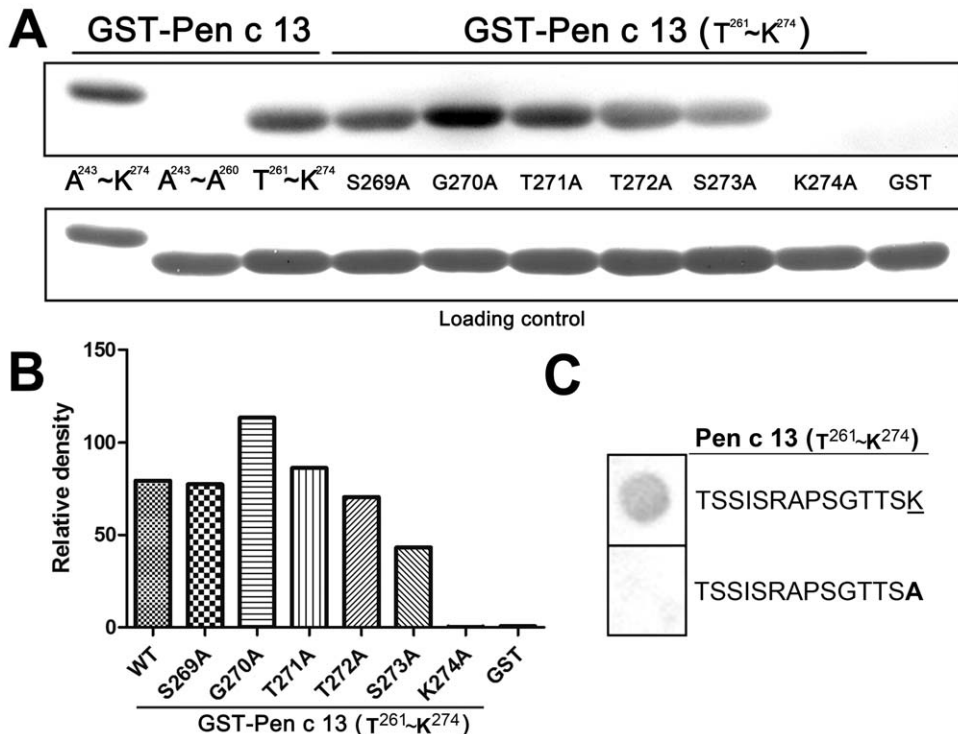 A
GST-Pen c 13 GST-Pen c 13 (T²⁶¹~K²⁷⁴)
A²⁴³~K²⁷⁴ A²⁴³~A²⁶⁰ T²⁶¹~K²⁷⁴ S269A G270A T271A T272A S273A K274A GST
Loading control
B
150
100
50
0
Relative density
WT S269A G270A T271A T272A S273A K274A GST
GST-Pen c 13 (T²⁶¹~K²⁷⁴)
C
Pen c 13 (T²⁶¹~K²⁷⁴)
TSSISRAPSGTTSK
TSSISRAPSGTTSA